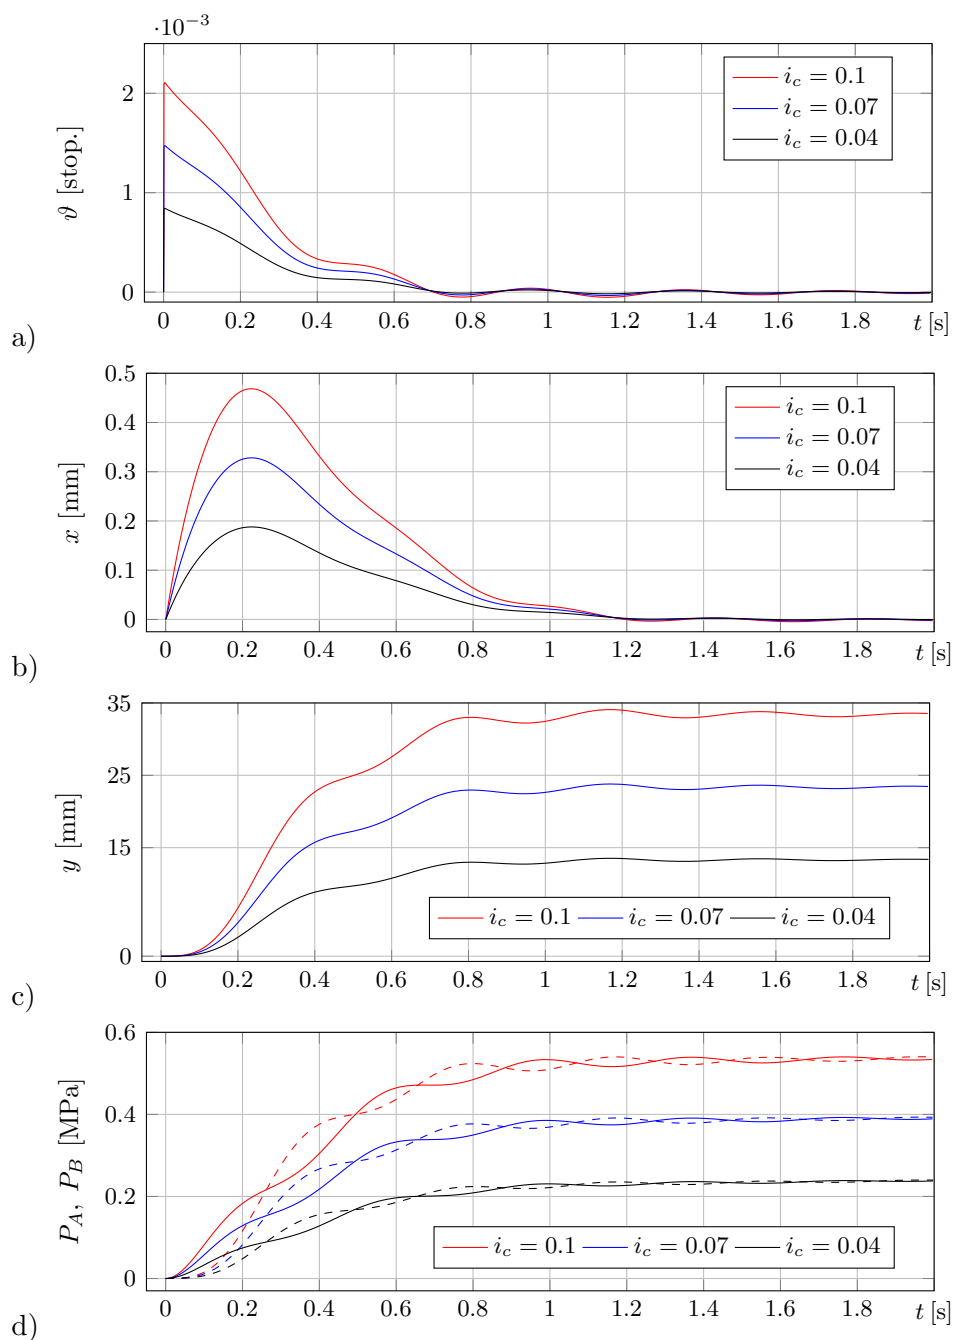 ·10−3
ϑ [stop.]
2
1
0
i_c = 0.1
i_c = 0.07
i_c = 0.04
0 0.2 0.4 0.6 0.8 1 1.2 1.4 1.6 1.8 t [s]
a)
x [mm]
0.5
0.4
0.3
0.2
0.1
0
i_c = 0.1
i_c = 0.07
i_c = 0.04
0 0.2 0.4 0.6 0.8 1 1.2 1.4 1.6 1.8 t [s]
b)
y [mm]
35
25
15
0
i_c = 0.1 i_c = 0.07 i_c = 0.04
0 0.2 0.4 0.6 0.8 1 1.2 1.4 1.6 1.8 t [s]
c)
P_A, P_B [MPa]
0.6
0.4
0.2
0
i_c = 0.1 i_c = 0.07 i_c = 0.04
0 0.2 0.4 0.6 0.8 1 1.2 1.4 1.6 1.8 t [s]
d)